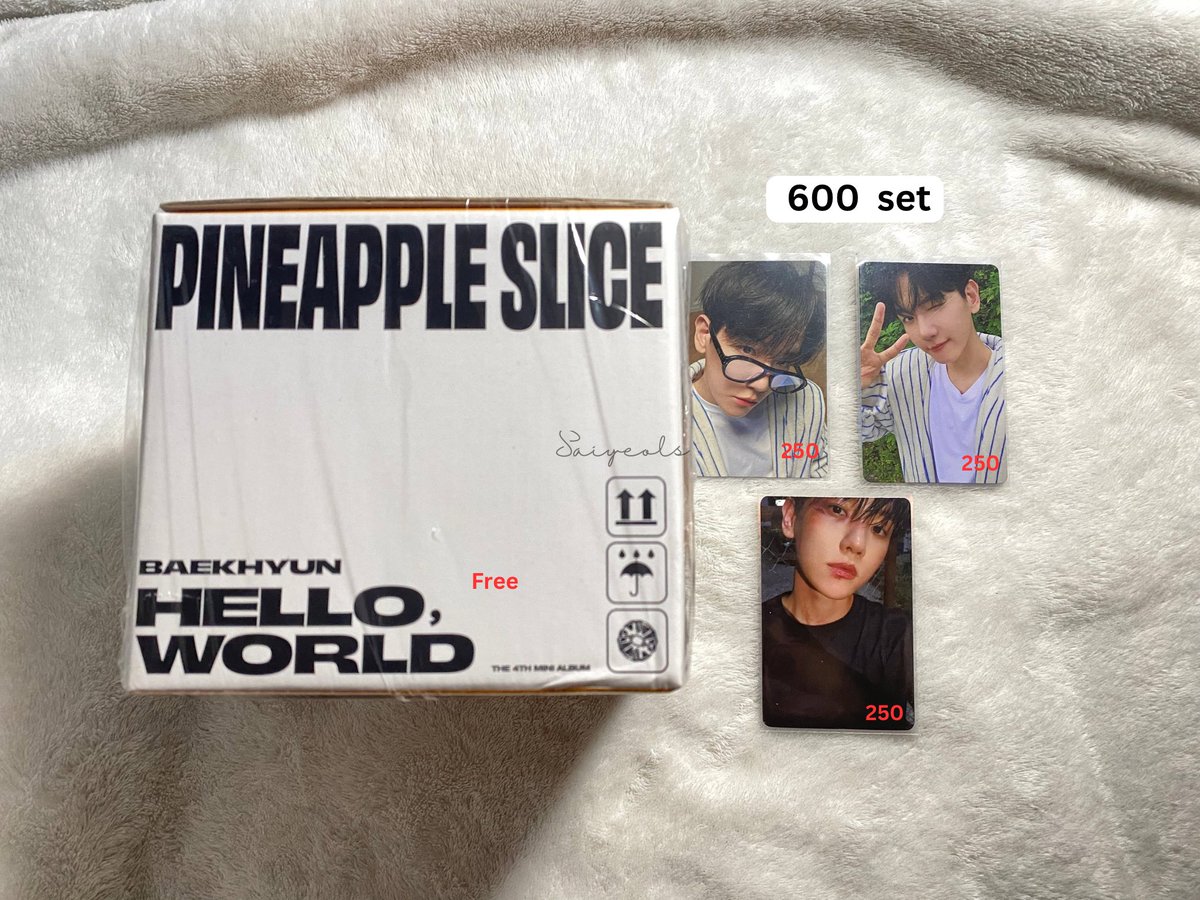 PINEAPPLE SLICE
600 set
250
250
Saiyeols
BAEKHYUN
HELLO,
WORLD
Free
THE 4TH MINI ALBUM
250